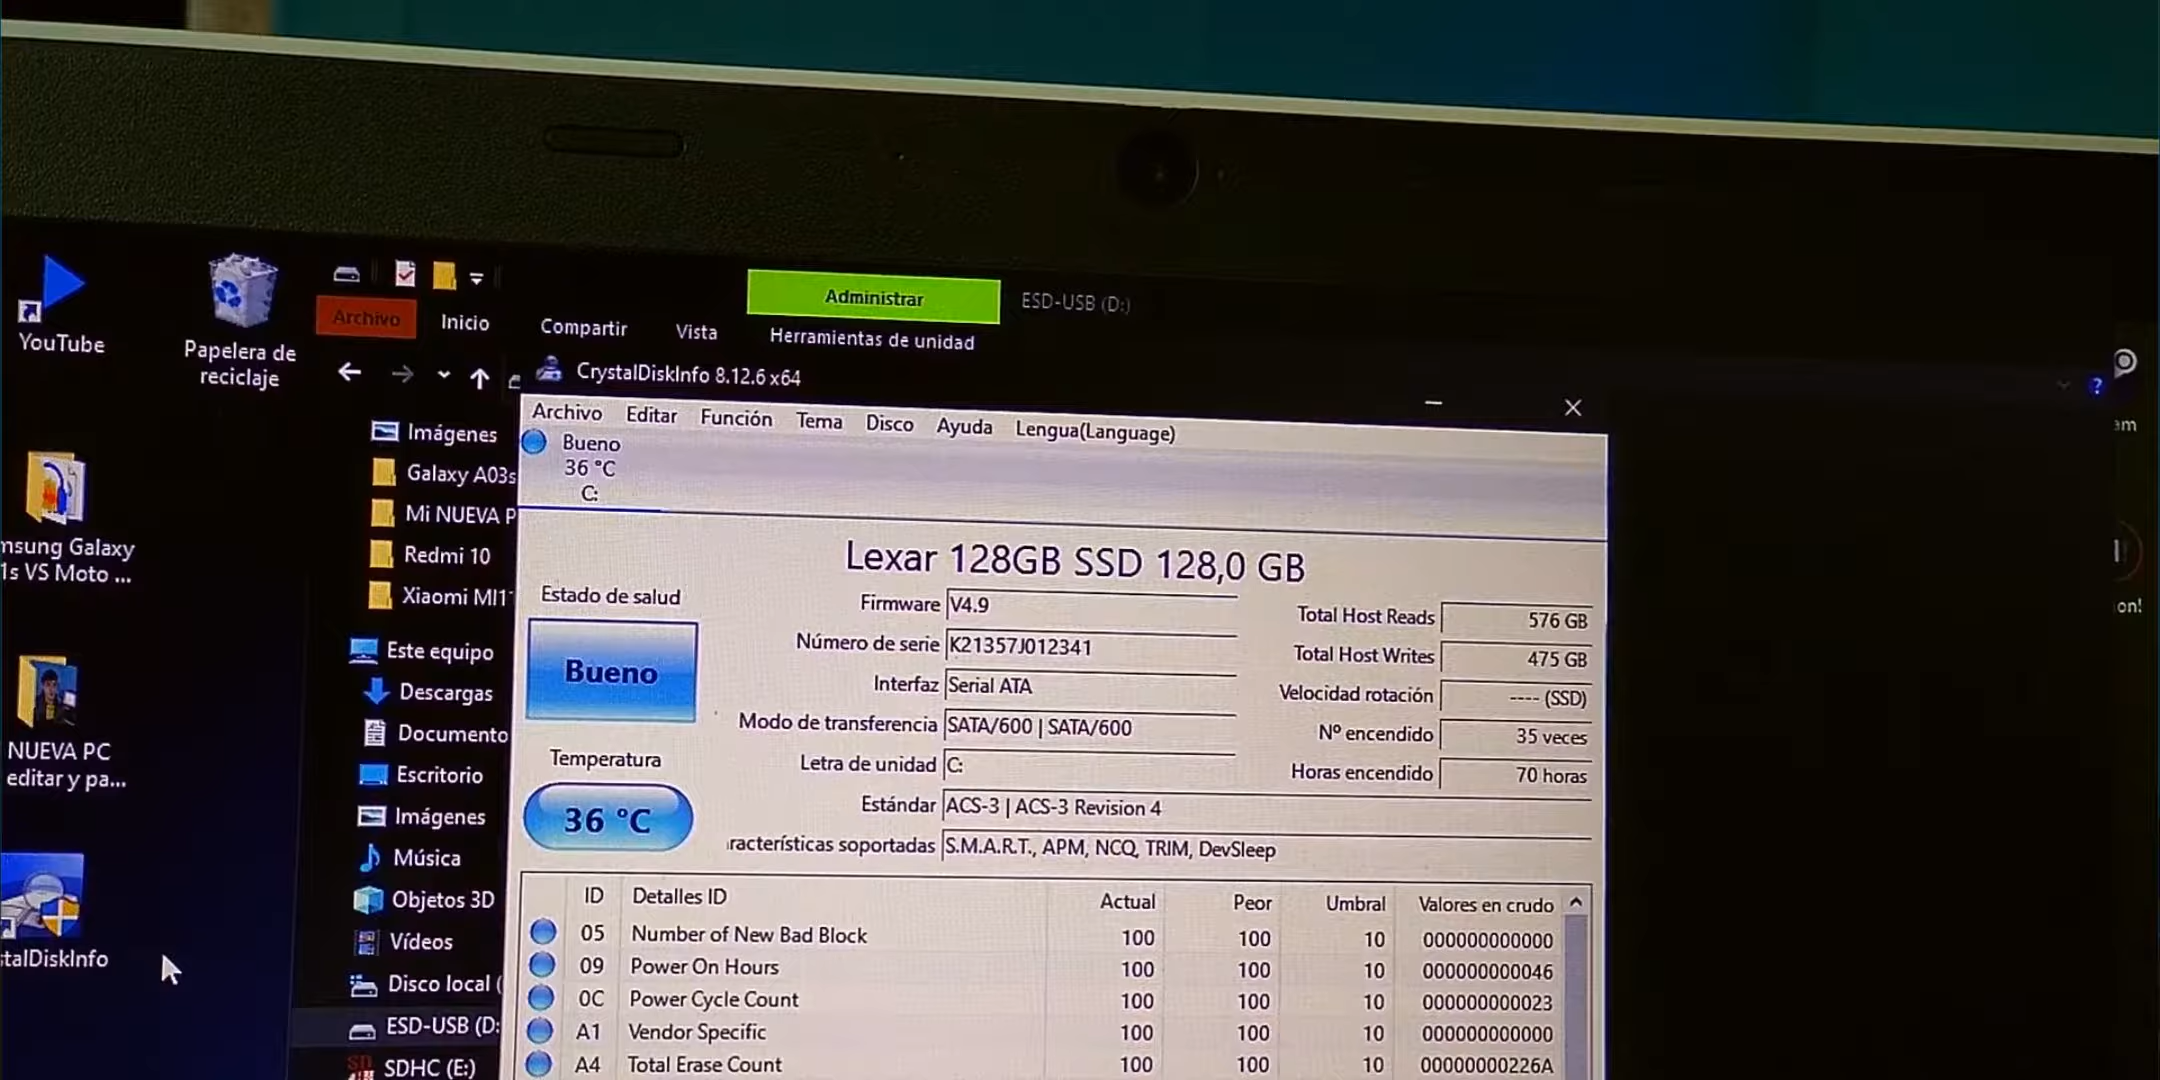 YouTube
Papelera de
reciclaje
Archivo
Inicio
Compartir
Vista
Administrar
Herramientas de unidad
ESD-USB (D:)
Imágenes
Galaxy A03s
Mi NUEVA P
Redmi 10
Xiaomi MI1
Este equipo
Descargas
Documento
Escritorio
Imágenes
Música
Objetos 3D
Vídeos
Disco local (
ESD-USB (D:
SDHC (E:)
msung Galaxy
1s VS Moto ...
NUEVA PC
editar y pa...
stalDiskInfo
CrystalDiskInfo 8.12.6 x64
Archivo Editar Función Tema Disco Ayuda Lengua(Language)
Bueno
36 °C
C:
Lexar 128GB SSD 128,0 GB
Estado de salud
Bueno
Temperatura
36 °C
Firmware V4.9
Número de serie K21357J012341
Interfaz Serial ATA
Modo de transferencia SATA/600 | SATA/600
Letra de unidad C:
Estándar ACS-3 | ACS-3 Revision 4
racterísticas soportadas S.M.A.R.T., APM, NCQ, TRIM, DevSleep
Total Host Reads 576 GB
Total Host Writes 475 GB
Velocidad rotación ---- (SSD)
Nº encendido 35 veces
Horas encendido 70 horas
ID Detalles ID Actual Peor Umbral Valores en crudo
05 Number of New Bad Block 100 100 10 000000000000
09 Power On Hours 100 100 10 000000000046
0C Power Cycle Count 100 100 10 000000000023
A1 Vendor Specific 100 100 10 000000000000
A4 Total Erase Count 100 100 10 00000000226A
am
on!